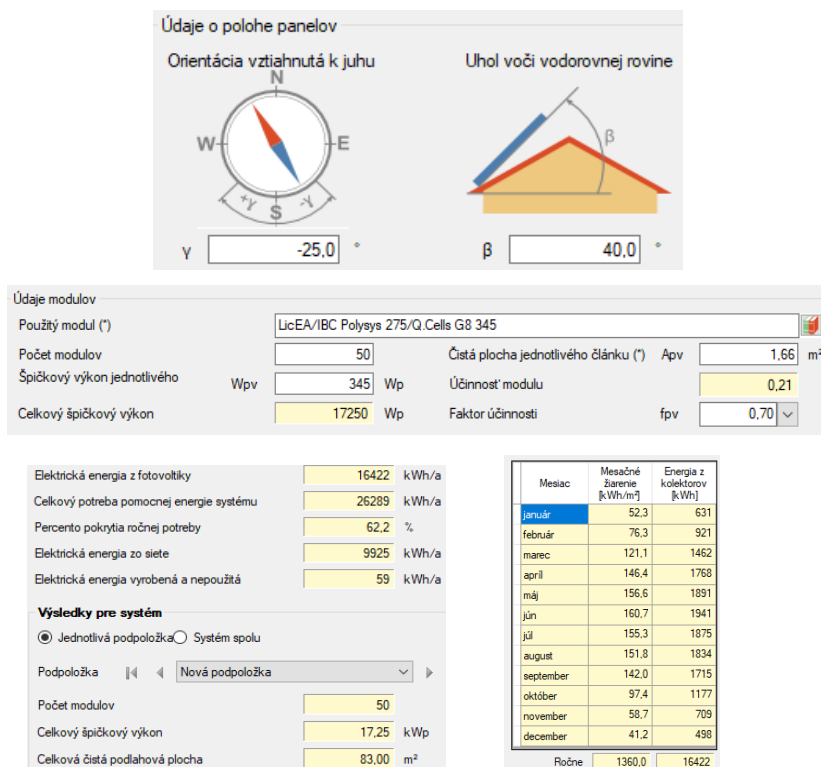 Údaje o polohe panelov
Orientácia vztiahnutá k juhu
Uhol voči vodorovnej rovine
N
W E
+γ S -γ
β
γ -25,0 °
β 40,0 °
Údaje modulov
Použitý modul (*) LicEA/IBC Polysys 275/Q.Cells G8 345
Počet modulov 50 Čistá plocha jednotlivého článku (*) Apv 1,66 m²
Špičkový výkon jednotlivého Wpv 345 Wp Účinnosť modulu 0,21
Celkový špičkový výkon 17250 Wp Faktor účinnosti fpv 0,70
Elektrická energia z fotovoltiky 16422 kWh/a
Celkový potreba pomocnej energie systému 26289 kWh/a
Percento pokrytia ročnej potreby 62,2 %
Elektrická energia zo siete 9925 kWh/a
Elektrická energia vyrobená a nepoužitá 59 kWh/a
Výsledky pre systém
Jednotlivá podpoložka Systém spolu
Podpoložka Nová podpoložka
Počet modulov 50
Celkový špičkový výkon 17,25 kWp
Celková čistá podlahová plocha 83,00 m²
Mesiac Mesačné žiarenie [kWh/m²] Energia z kolektorov [kWh]
január 52,3 631
február 76,3 921
marec 121,1 1462
apríl 146,4 1768
máj 156,6 1891
jún 160,7 1941
júl 155,3 1875
august 151,8 1834
september 142,0 1715
október 97,4 1177
november 58,7 709
december 41,2 498
Ročne 1360,0 16422